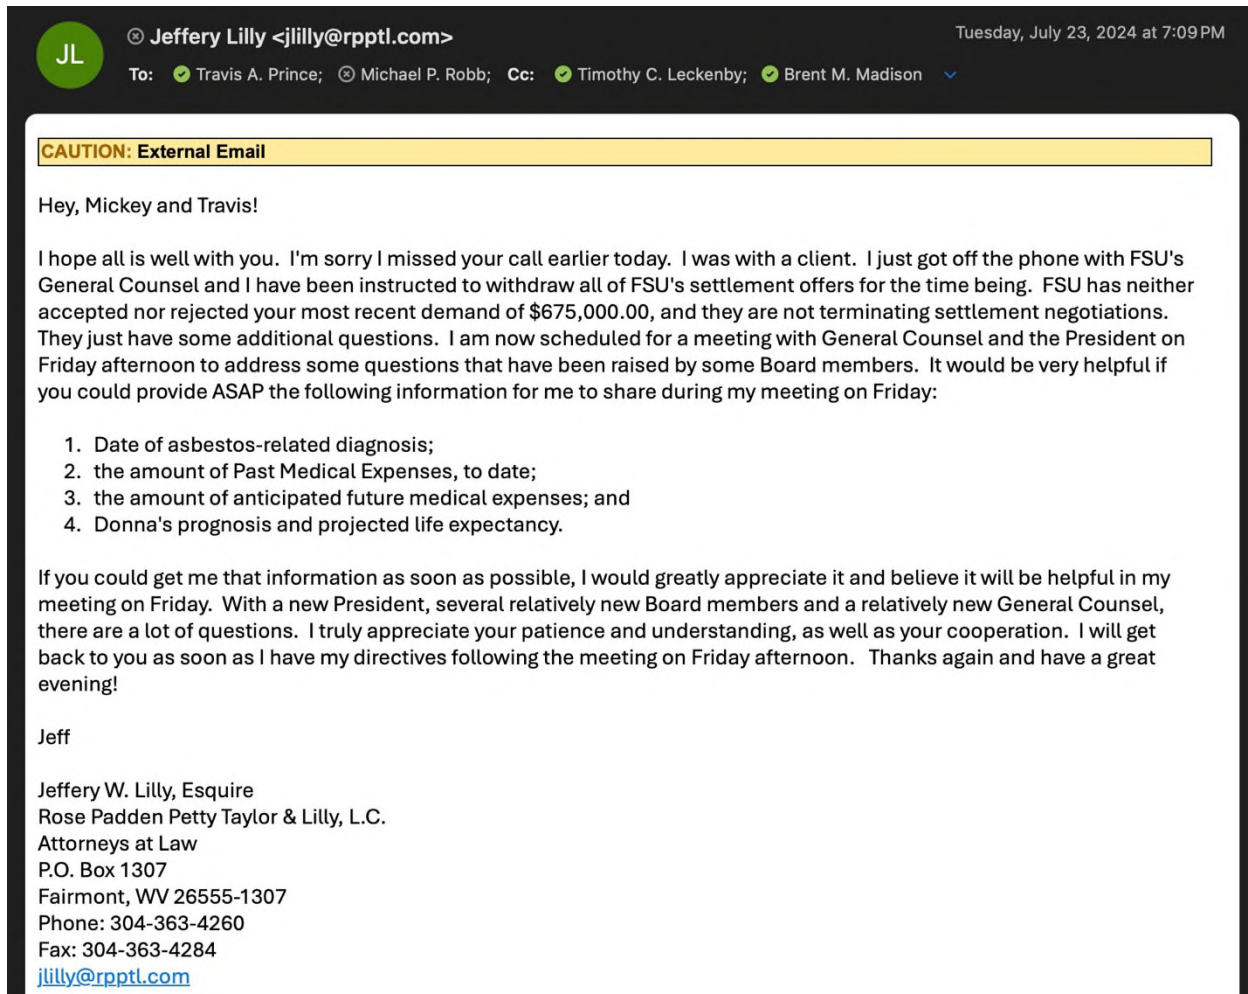 JL
Jeffery Lilly <jlilly@rpptl.com>
Tuesday, July 23, 2024 at 7:09 PM
To: Travis A. Prince; Michael P. Robb; Cc: Timothy C. Leckenby; Brent M. Madison
CAUTION: External Email
Hey, Mickey and Travis!
I hope all is well with you. I'm sorry I missed your call earlier today. I was with a client. I just got off the phone with FSU's
General Counsel and I have been instructed to withdraw all of FSU's settlement offers for the time being. FSU has neither
accepted nor rejected your most recent demand of $675,000.00, and they are not terminating settlement negotiations.
They just have some additional questions. I am now scheduled for a meeting with General Counsel and the President on
Friday afternoon to address some questions that have been raised by some Board members. It would be very helpful if
you could provide ASAP the following information for me to share during my meeting on Friday:
1. Date of asbestos-related diagnosis;
2. the amount of Past Medical Expenses, to date;
3. the amount of anticipated future medical expenses; and
4. Donna's prognosis and projected life expectancy.
If you could get me that information as soon as possible, I would greatly appreciate it and believe it will be helpful in my
meeting on Friday. With a new President, several relatively new Board members and a relatively new General Counsel,
there are a lot of questions. I truly appreciate your patience and understanding, as well as your cooperation. I will get
back to you as soon as I have my directives following the meeting on Friday afternoon. Thanks again and have a great
evening!
Jeff
Jeffery W. Lilly, Esquire
Rose Padden Petty Taylor & Lilly, L.C.
Attorneys at Law
P.O. Box 1307
Fairmont, WV 26555-1307
Phone: 304-363-4260
Fax: 304-363-4284
jlilly@rpptl.com